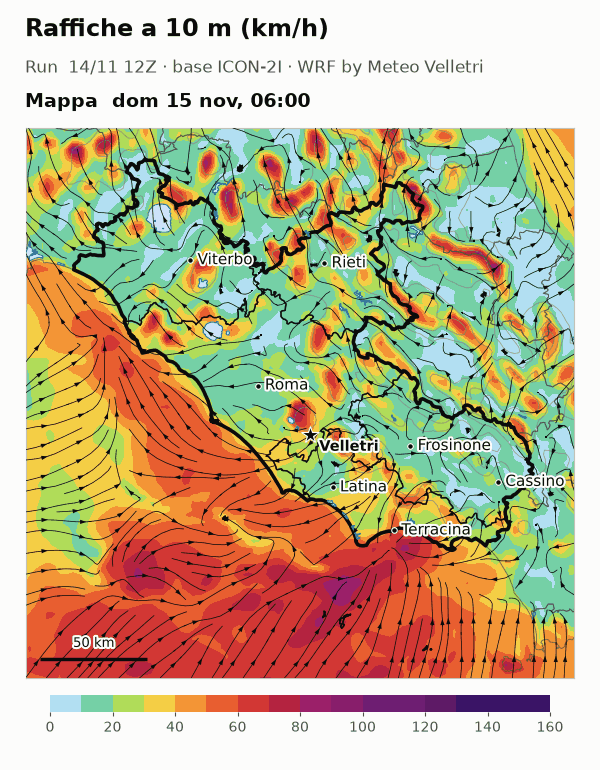 Raffiche a 10 m (km/h)
Run  14/11 12Z · base ICON-2I · WRF by Meteo Velletri
Mappa  dom 15 nov, 06:00
Viterbo
Rieti
Roma
Velletri
Frosinone
Cassino
Latina
Terracina
50 km
0 20 40 60 80 100 120 140 160